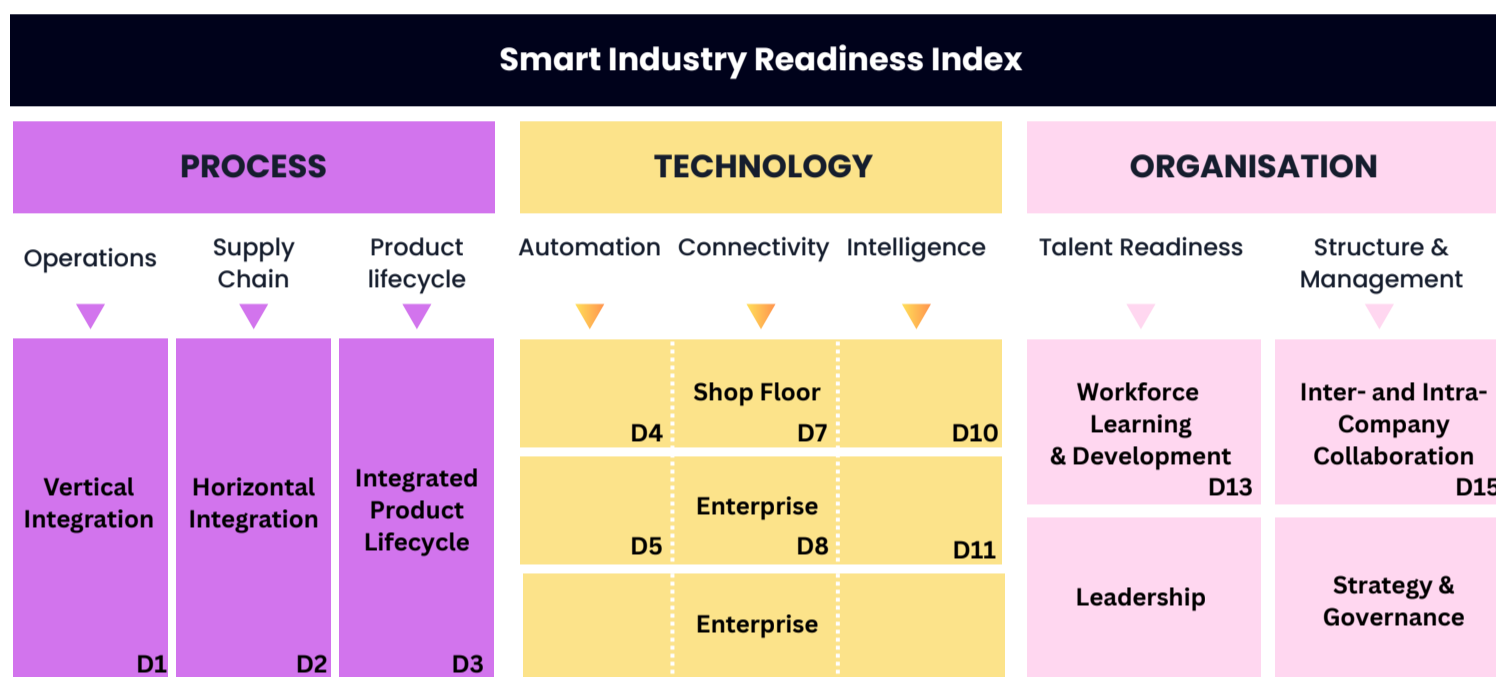 Smart Industry Readiness Index
PROCESS
TECHNOLOGY
ORGANISATION
Operations
Supply
Chain
Product
lifecycle
Automation
Connectivity
Intelligence
Talent Readiness
Structure &
Management
Vertical
Integration
D1
Horizontal
Integration
D2
Integrated
Product
Lifecycle
D3
Shop Floor
D4
D7
D10
Enterprise
D5
D8
D11
Enterprise
Workforce
Learning
& Development
D13
Inter- and Intra-
Company
Collaboration
D15
Leadership
Strategy &
Governance